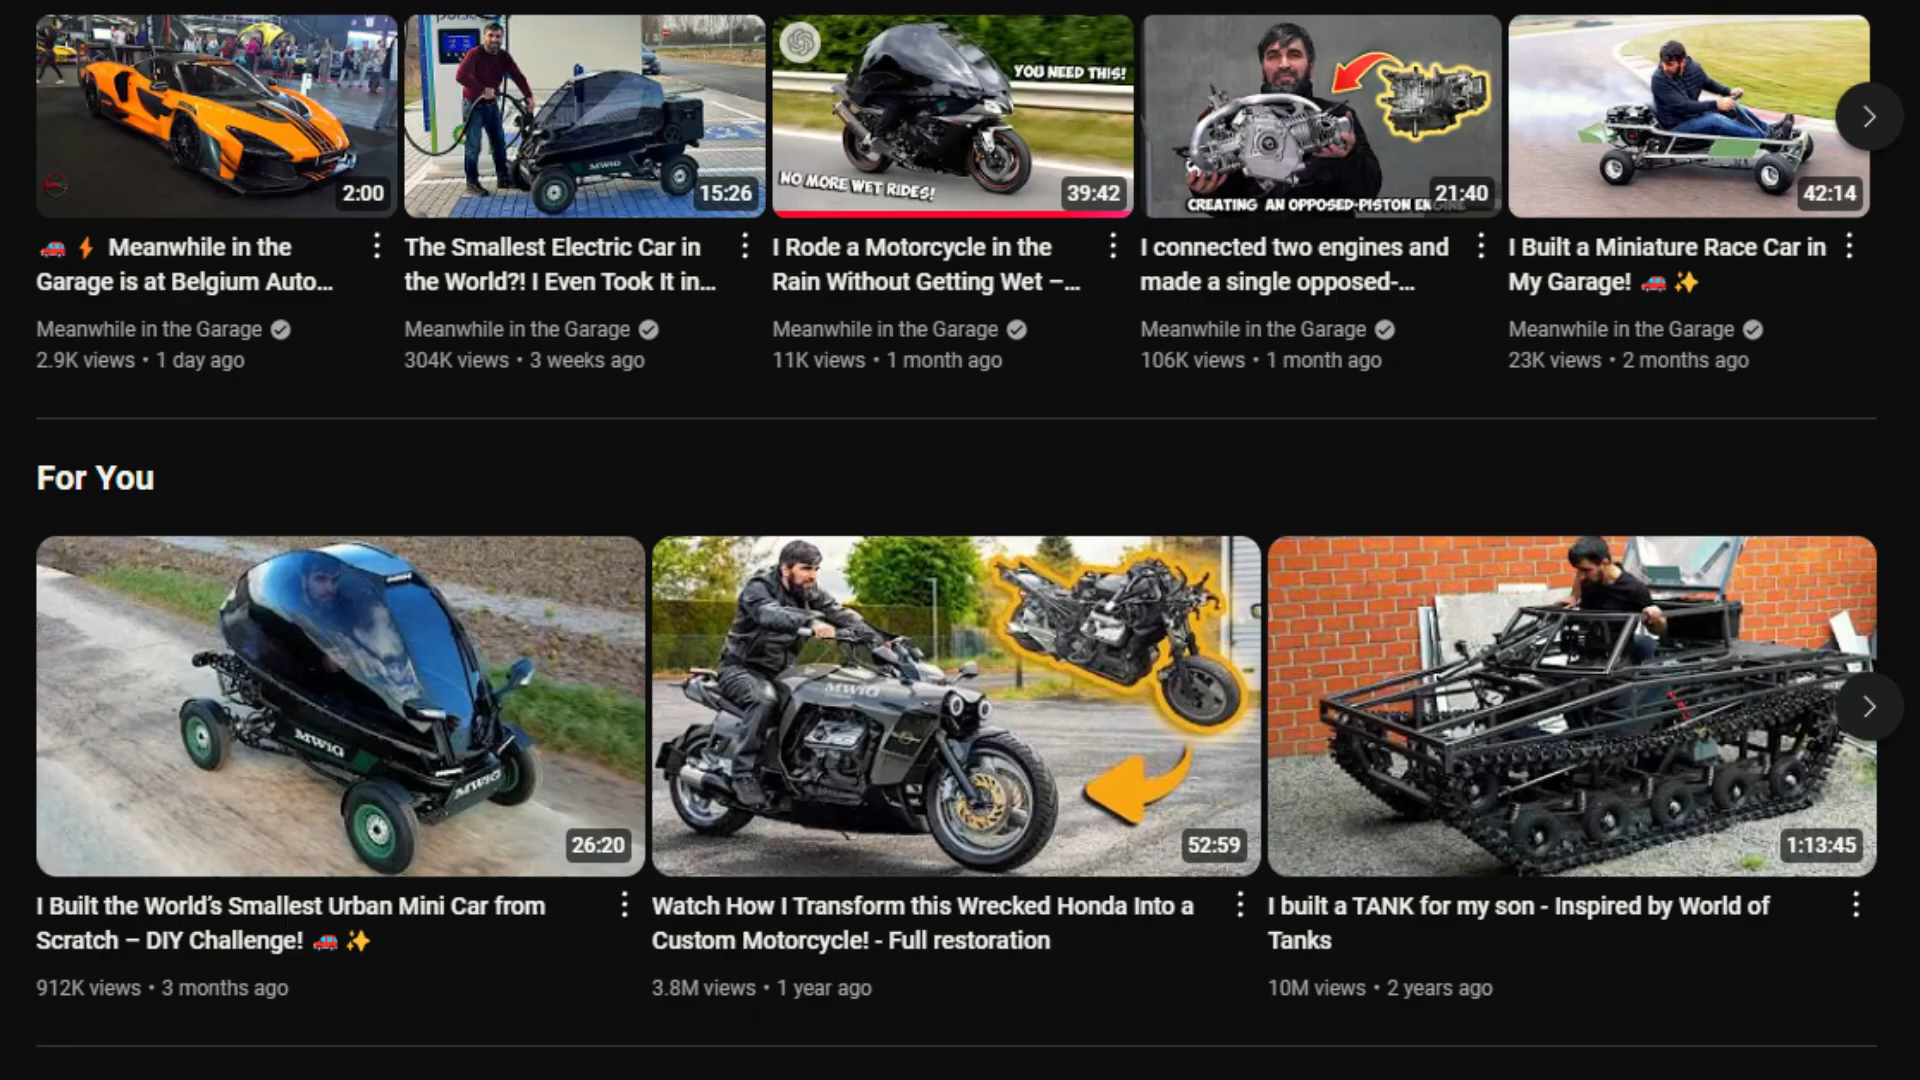 YOU NEED THIS!
NO MORE WET RIDES!
CREATING AN OPPOSED-PISTON ENGINE
MWIG
2:00
15:26
39:42
21:40
42:14
🚗⚡ Meanwhile in the
Garage is at Belgium Auto...
Meanwhile in the Garage
2.9K views • 1 day ago
The Smallest Electric Car in
the World?! I Even Took It in...
Meanwhile in the Garage
304K views • 3 weeks ago
I Rode a Motorcycle in the
Rain Without Getting Wet –...
Meanwhile in the Garage
11K views • 1 month ago
I connected two engines and
made a single opposed-...
Meanwhile in the Garage
106K views • 1 month ago
I Built a Miniature Race Car in
My Garage! 🚗✨
Meanwhile in the Garage
23K views • 2 months ago
For You
MWIG
MWIG
26:20
I Built the World’s Smallest Urban Mini Car from
Scratch – DIY Challenge! 🚗✨
912K views • 3 months ago
MWIG
52:59
Watch How I Transform this Wrecked Honda Into a
Custom Motorcycle! - Full restoration
3.8M views • 1 year ago
1:13:45
I built a TANK for my son - Inspired by World of
Tanks
10M views • 2 years ago